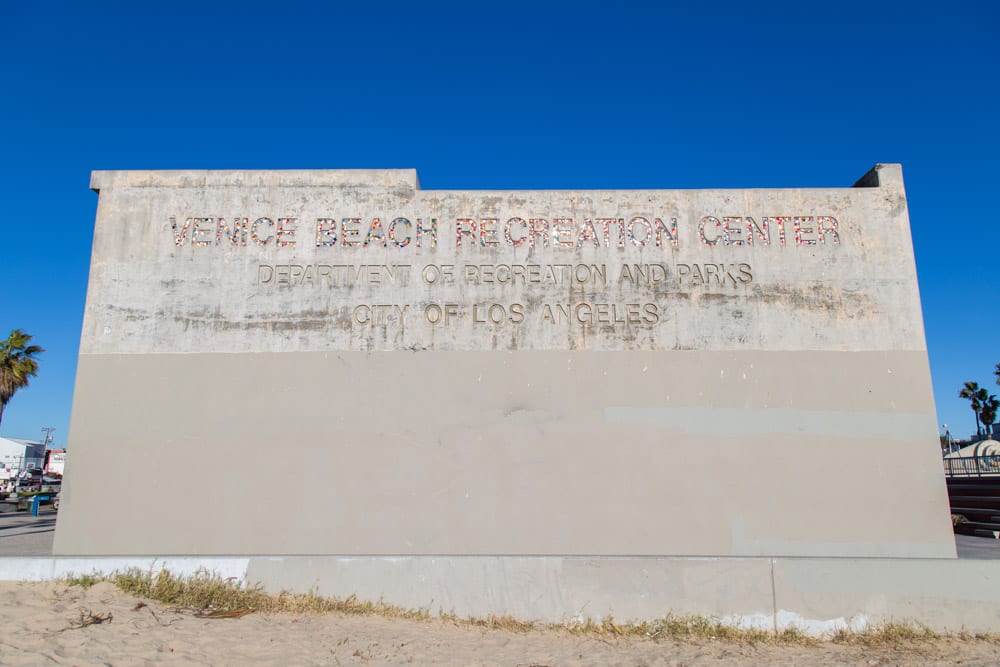 VENICE BEACH RECREATION CENTER
DEPARTMENT OF RECREATION AND PARKS
CITY OF LOS ANGELES